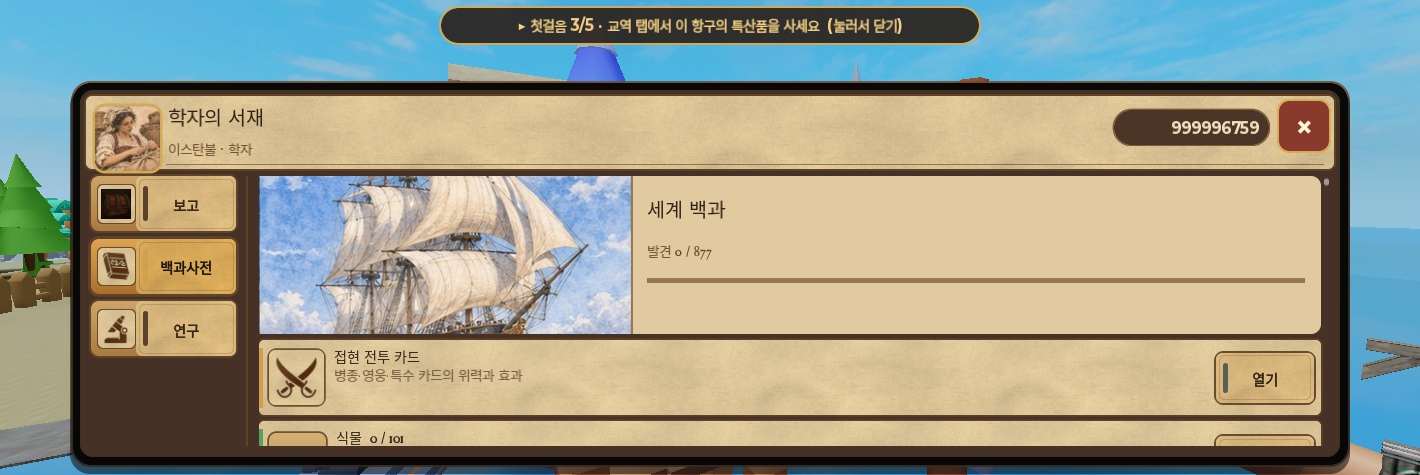 ▸ 첫걸음 3/5 · 교역 탭에서 이 항구의 특산품을 사세요 (눌러서 닫기)
학자의 서재
이스탄불 · 학자
999996759
×
보고
백과사전
연구
세계 백과
발견 0 / 877
접현 전투 카드
병종·영웅·특수 카드의 위력과 효과
열기
식물 0 / 101